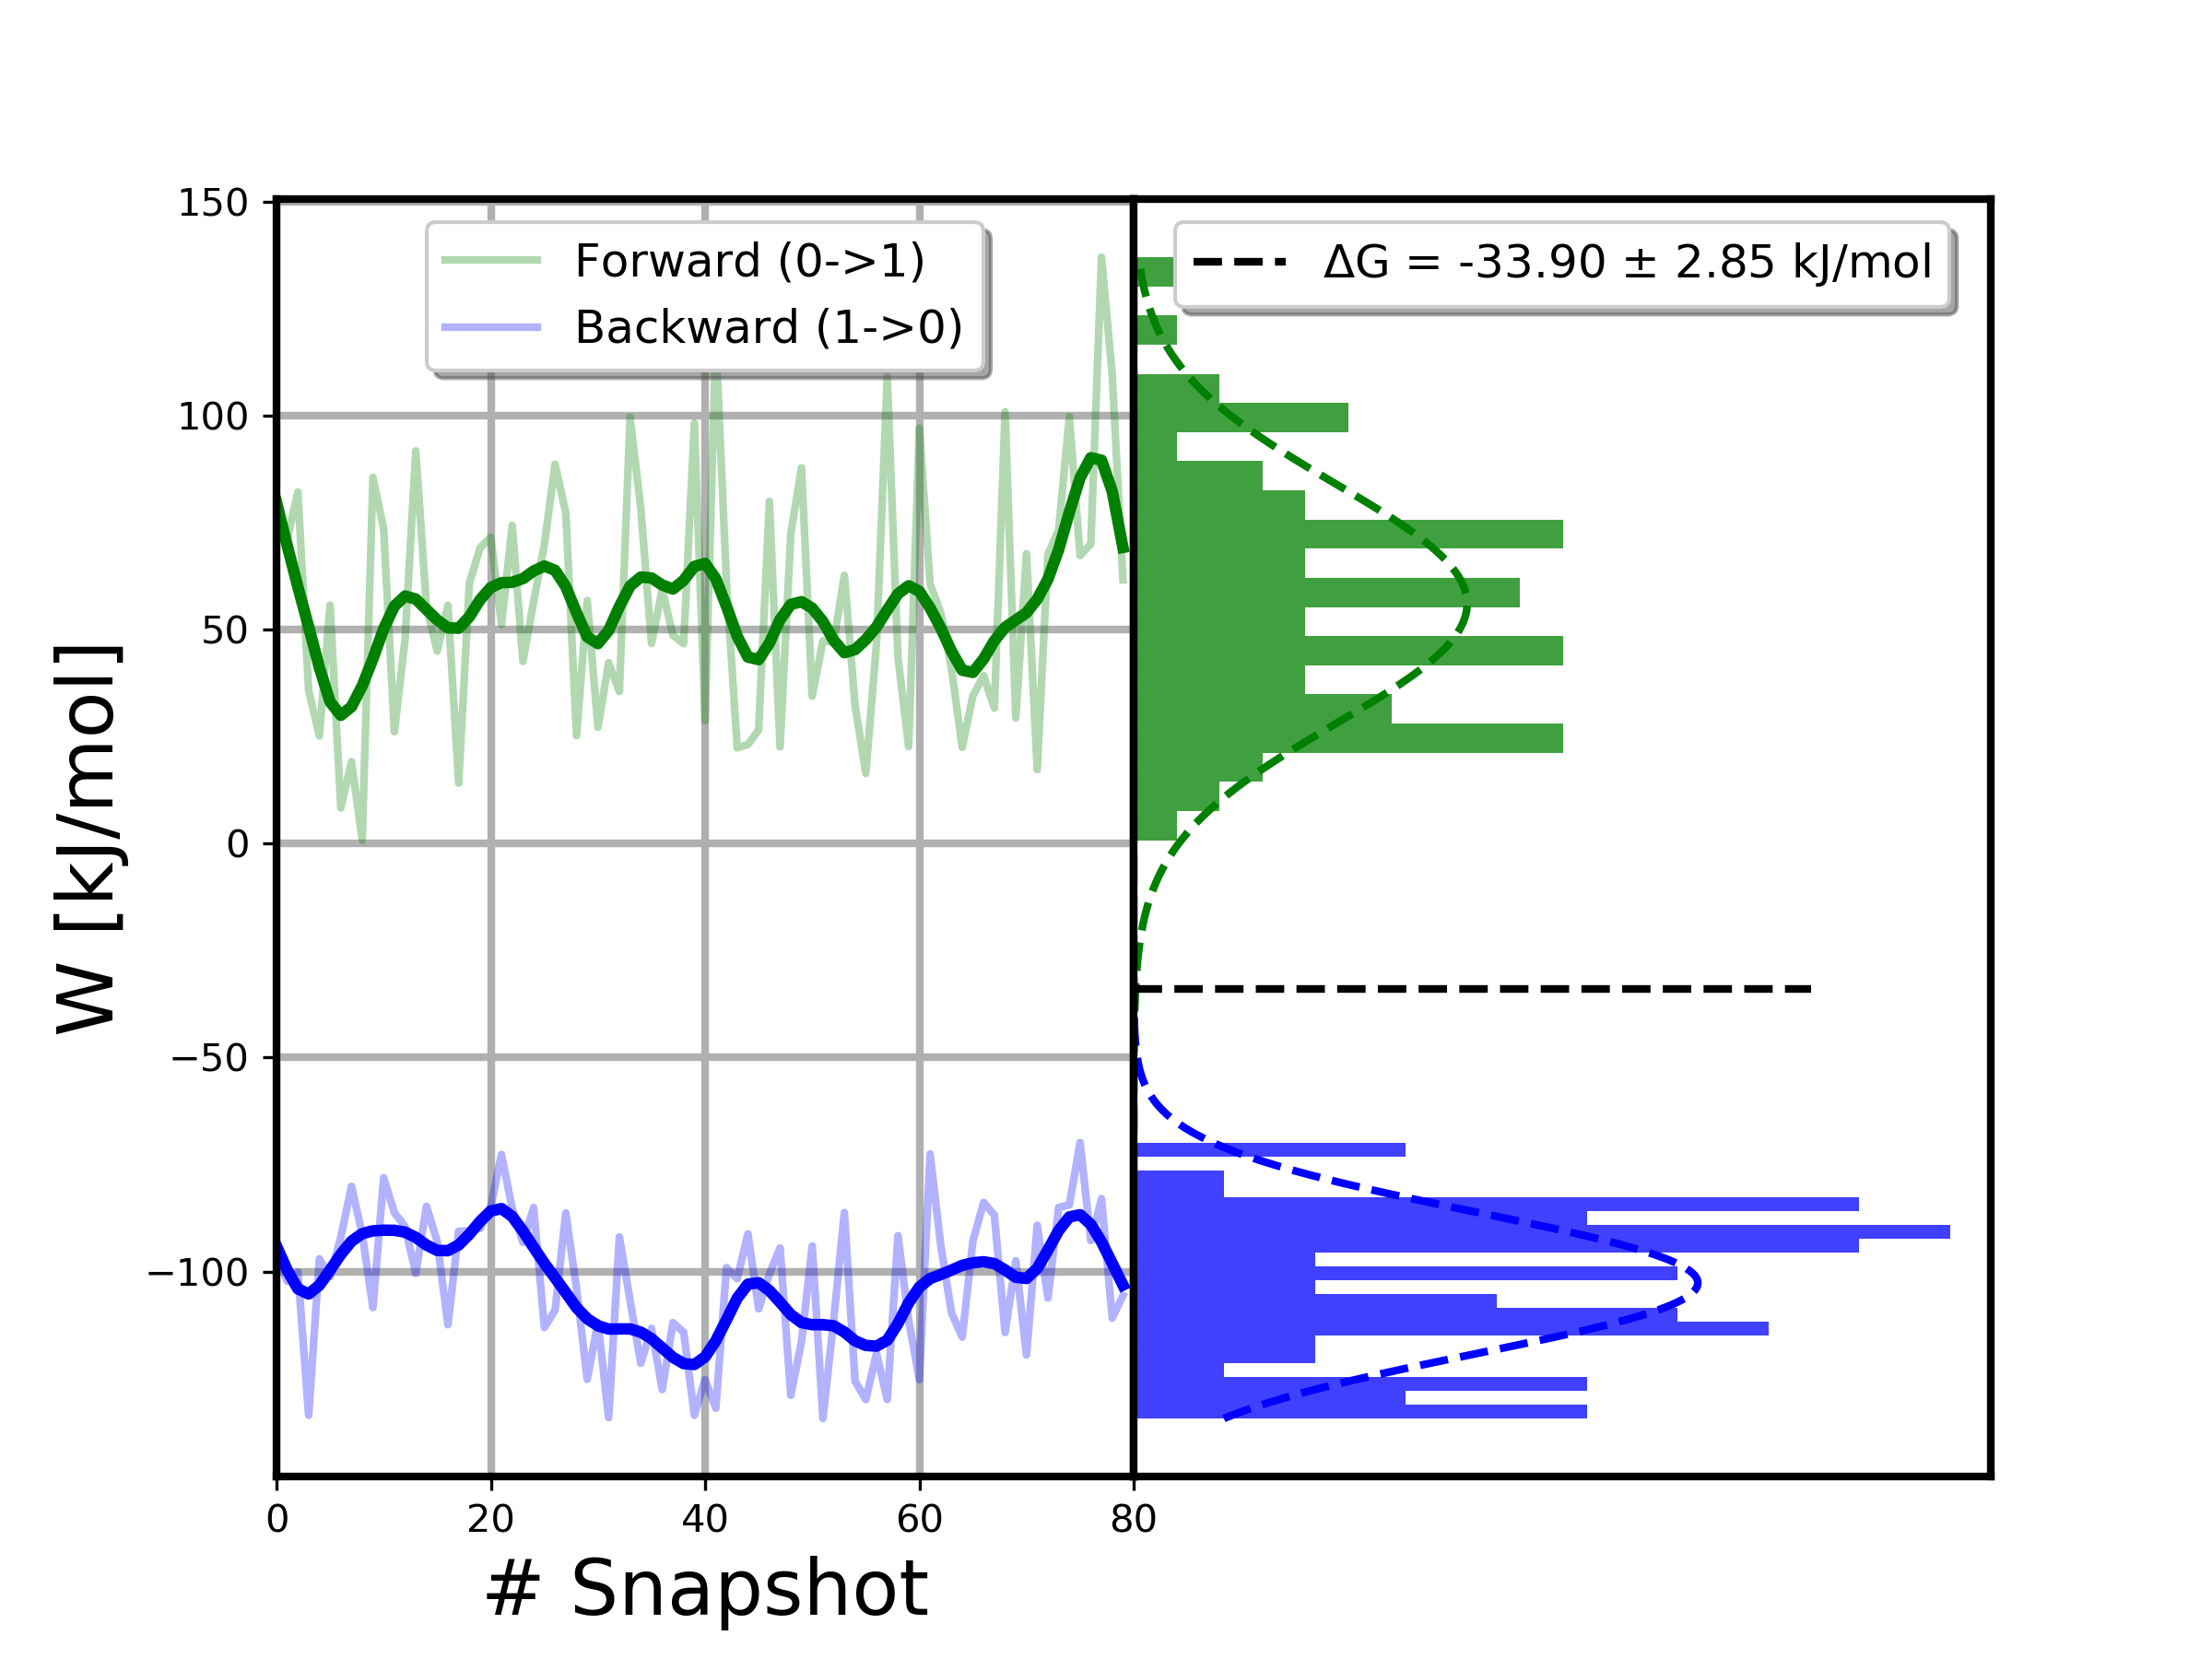 W [kJ/mol]
150
100
50
0
−50
−100
Forward (0->1)
Backward (1->0)
ΔG = -33.90 ± 2.85 kJ/mol
0 20 40 60 80
# Snapshot